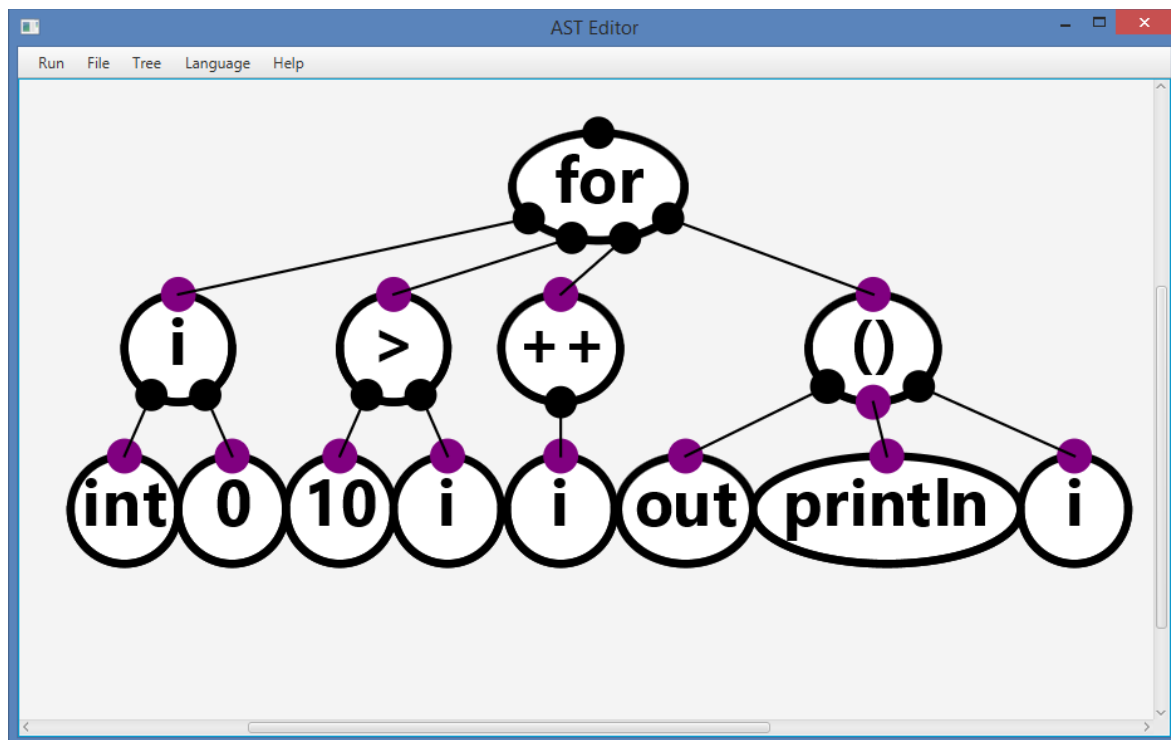 AST Editor
Run File Tree Language Help
for
i > ++ ()
int 0 10 i i out println i